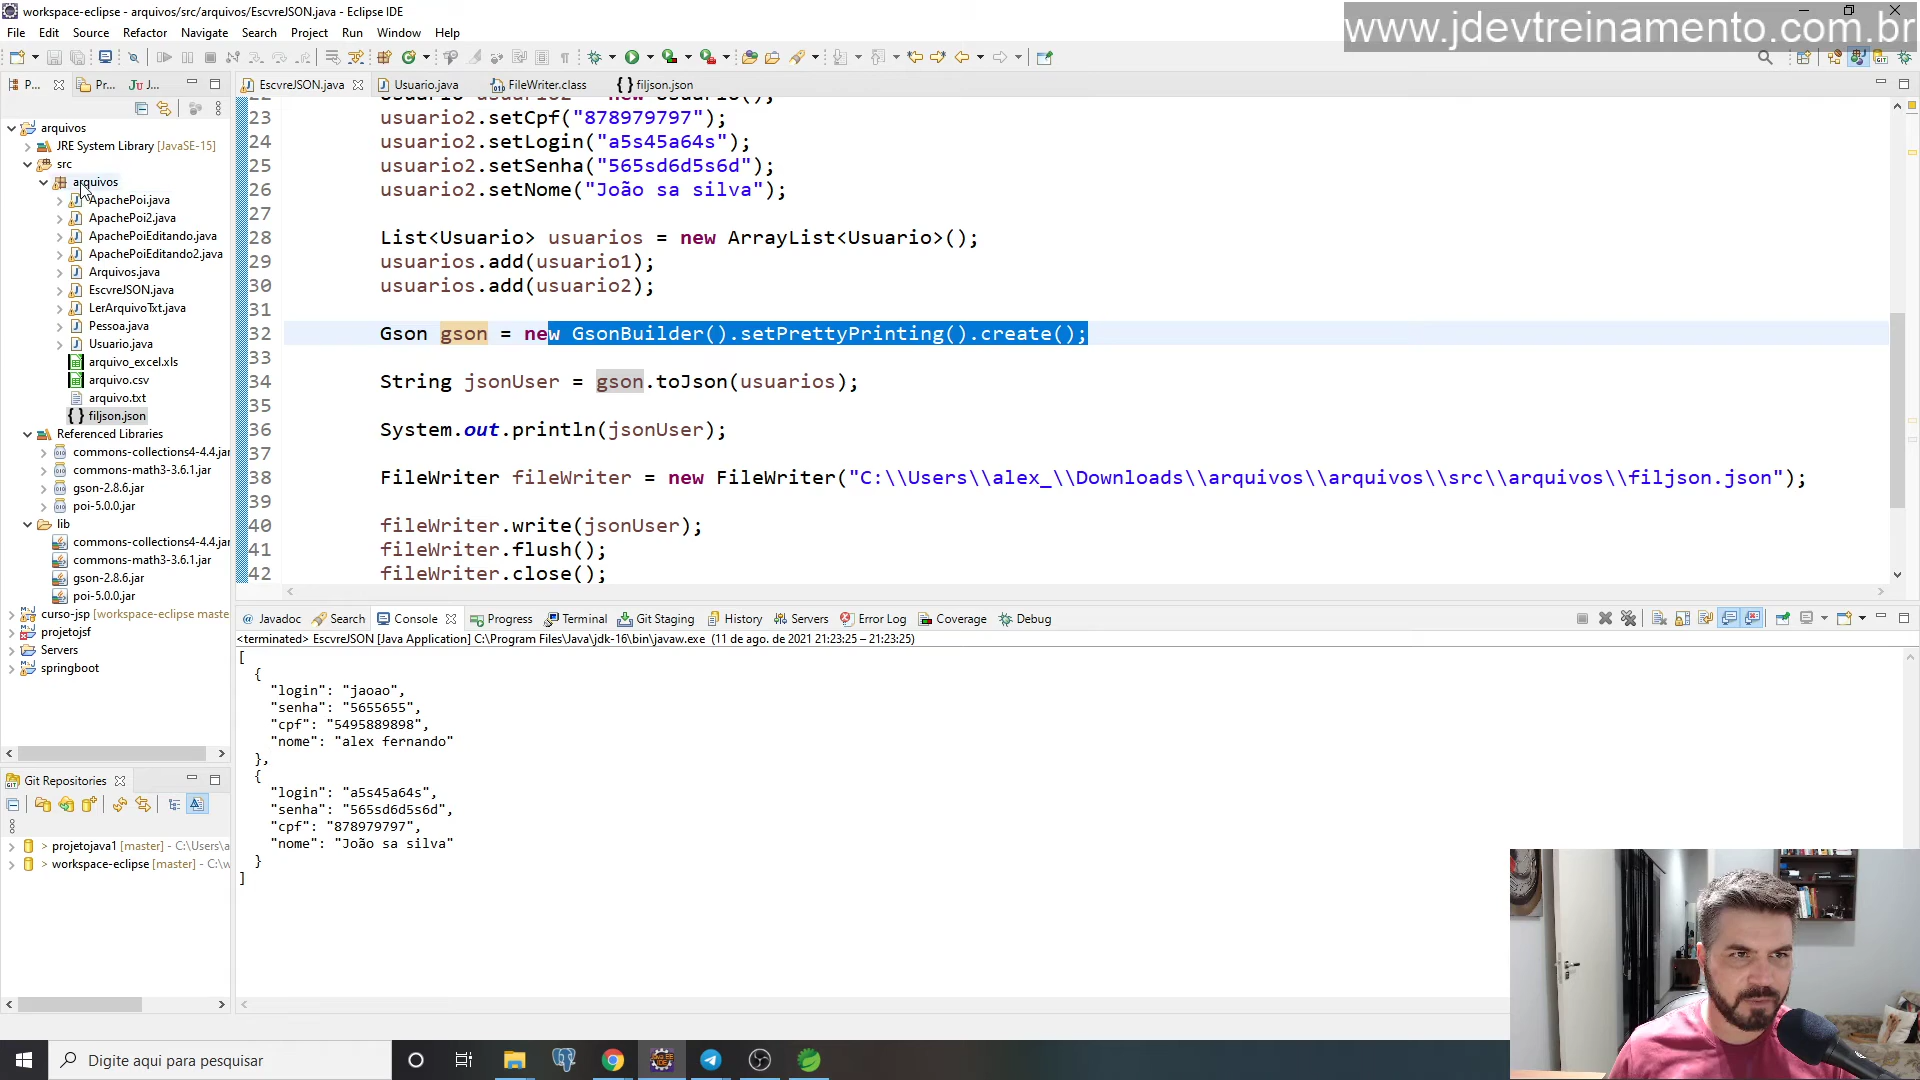 workspace-eclipse - arquivos/src/arquivos/EscvreJSON.java - Eclipse IDE
www.jdevtreinamento.com.br
File Edit Source Refactor Navigate Search Project Run Window Help
P... Pr... J...
EscvreJSON.java Usuario.java FileWriter.class filjson.json
arquivos
JRE System Library [JavaSE-15]
src
arquivos
ApachePoi.java
ApachePoi2.java
ApachePoiEditando.java
ApachePoiEditando2.java
Arquivos.java
EscvreJSON.java
LerArquivoTxt.java
Pessoa.java
Usuario.java
arquivo_excel.xls
arquivo.csv
arquivo.txt
filjson.json
Referenced Libraries
commons-collections4-4.4.jar
commons-math3-3.6.1.jar
gson-2.8.6.jar
poi-5.0.0.jar
lib
commons-collections4-4.4.jar
commons-math3-3.6.1.jar
gson-2.8.6.jar
poi-5.0.0.jar
curso-jsp [workspace-eclipse maste
projetojsf
Servers
springboot
Git Repositories
> projetojava1 [master] - C:\Users\a
> workspace-eclipse [master] - C:\w
23 usuario2.setCpf("878979797");
24 usuario2.setLogin("a5s45a64s");
25 usuario2.setSenha("565sd6d5s6d");
26 usuario2.setNome("João sa silva");
27
28 List<Usuario> usuarios = new ArrayList<Usuario>();
29 usuarios.add(usuario1);
30 usuarios.add(usuario2);
31
32 Gson gson = new GsonBuilder().setPrettyPrinting().create();
33
34 String jsonUser = gson.toJson(usuarios);
35
36 System.out.println(jsonUser);
37
38 FileWriter fileWriter = new FileWriter("C:\\Users\\alex_\\Downloads\\arquivos\\arquivos\\src\\arquivos\\filjson.json");
39
40 fileWriter.write(jsonUser);
41 fileWriter.flush();
42 fileWriter.close();
Javadoc Search Console Progress Terminal Git Staging History Servers Error Log Coverage Debug
<terminated> EscvreJSON [Java Application] C:\Program Files\Java\jdk-16\bin\javaw.exe (11 de ago. de 2021 21:23:25 – 21:23:25)
[
{
"login": "jaoao",
"senha": "5655655",
"cpf": "5495889898",
"nome": "alex fernando"
},
{
"login": "a5s45a64s",
"senha": "565sd6d5s6d",
"cpf": "878979797",
"nome": "João sa silva"
}
]
Digite aqui para pesquisar